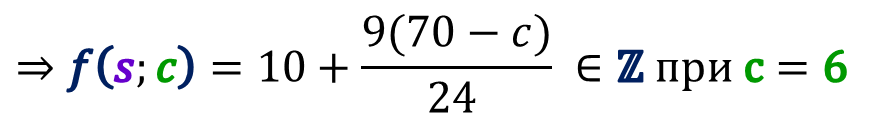 ⇒ f(s; c) = 10 + 9(70 − c)/24 ∈ ℤ при c = 6